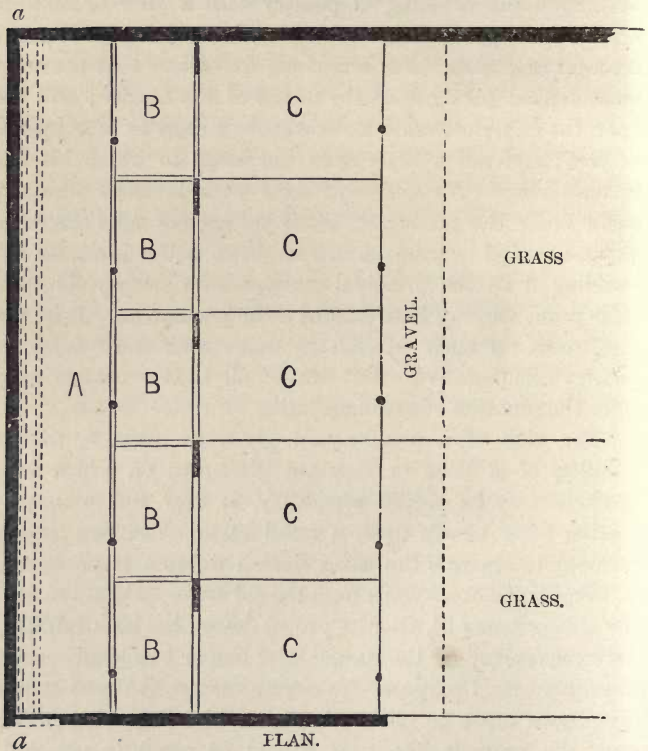 a
B C
B C GRASS
GRAVEL.
Λ B C
B C
GRASS.
B C
a
PLAN.